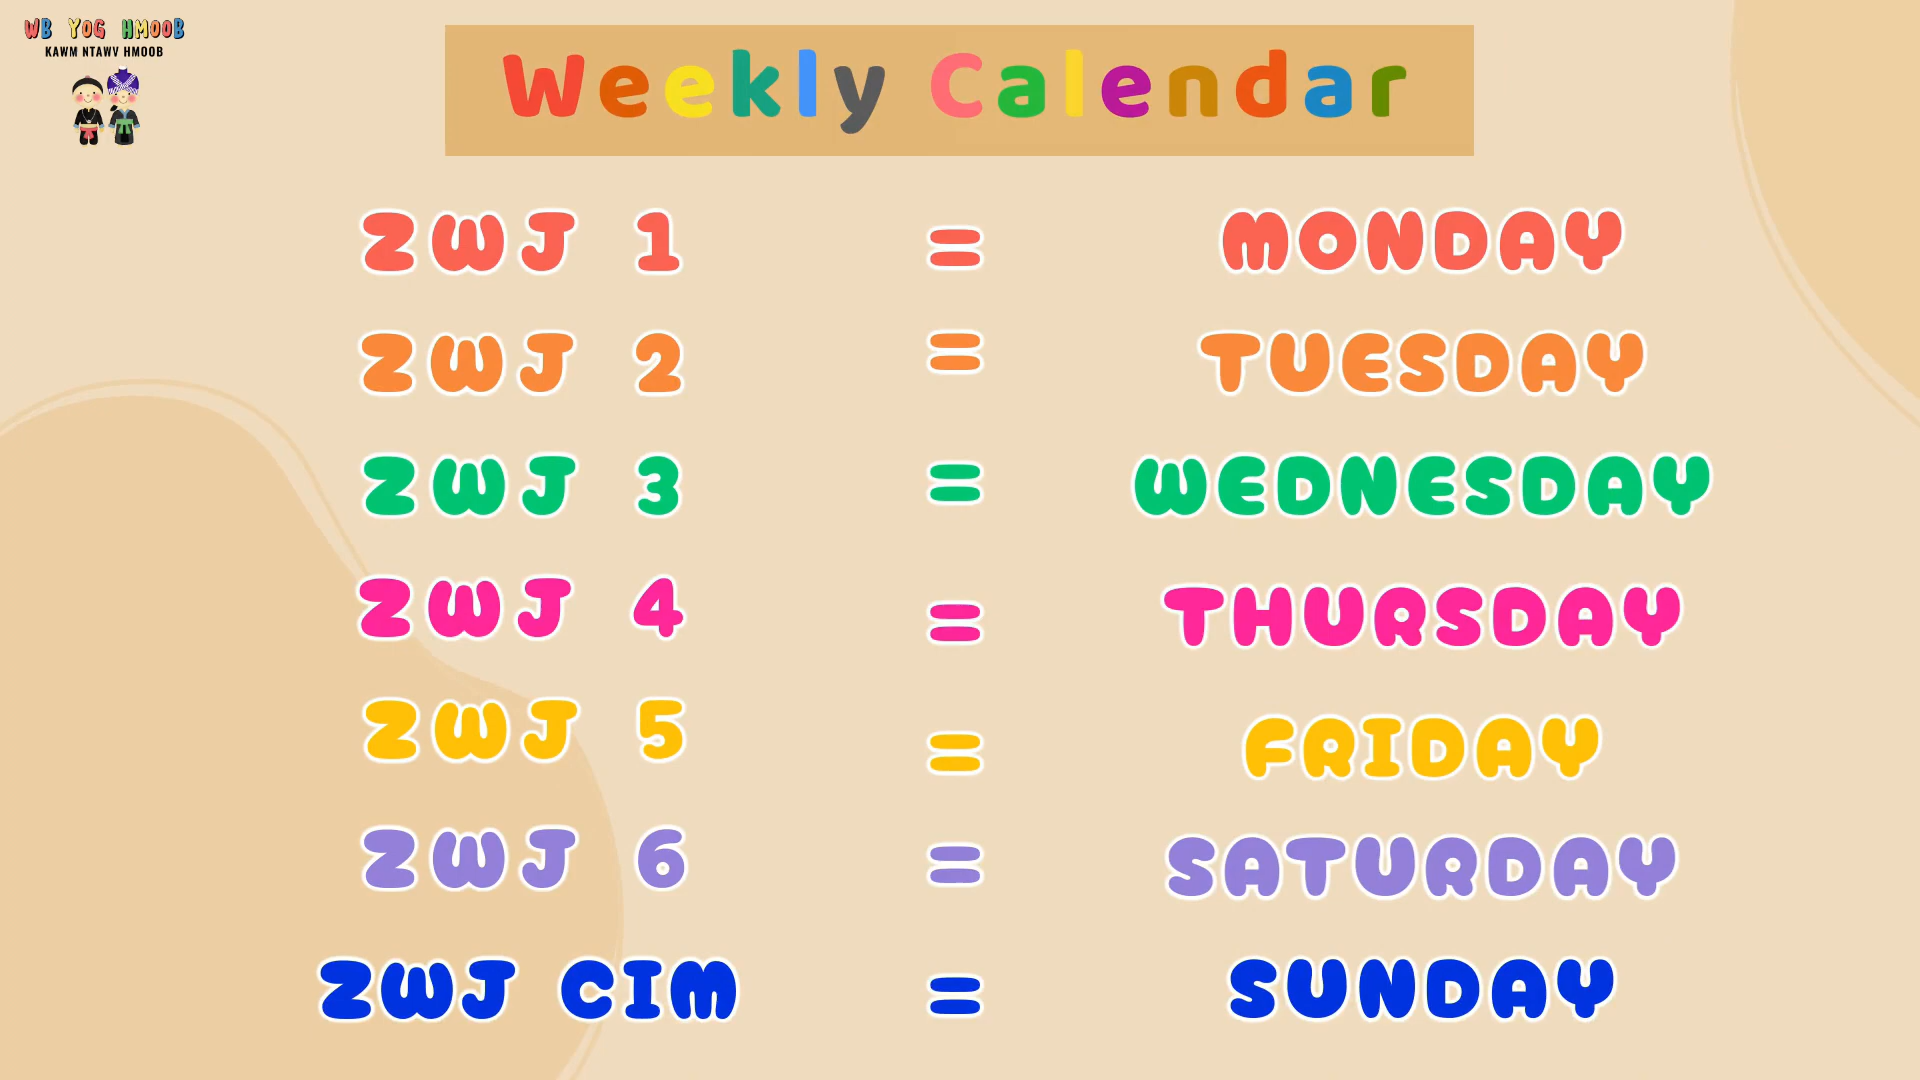 WB YOG HMOOB
KAWM NTAWV HMOOB
Weekly Calendar
ZWJ 1 = MONDAY
ZWJ 2 = TUESDAY
ZWJ 3 = WEDNESDAY
ZWJ 4 = THURSDAY
ZWJ 5 = FRIDAY
ZWJ 6 = SATURDAY
ZWJ CIM = SUNDAY